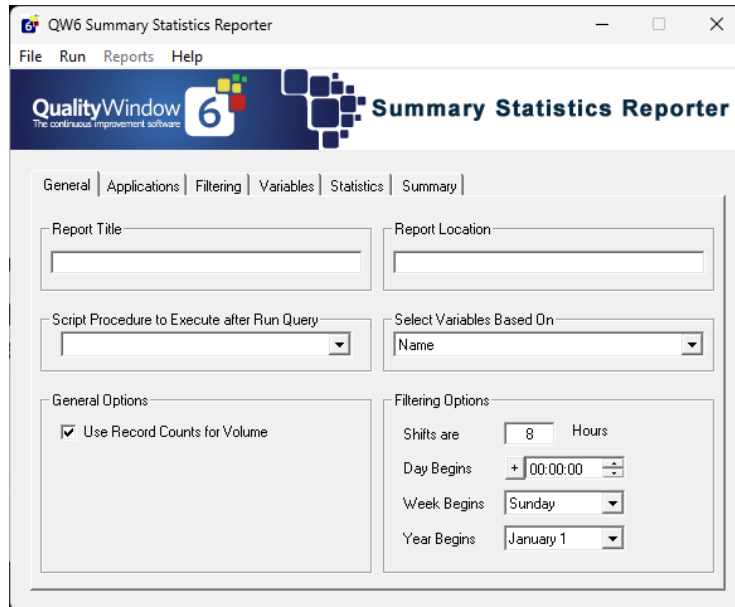 QW6 Summary Statistics Reporter
File Run Reports Help
QualityWindow 6
The continuous improvement software
Summary Statistics Reporter
General Applications Filtering Variables Statistics Summary
Report Title
Report Location
Script Procedure to Execute after Run Query
Select Variables Based On
Name
General Options
Use Record Counts for Volume
Filtering Options
Shifts are 8 Hours
Day Begins + 00:00:00
Week Begins Sunday
Year Begins January 1